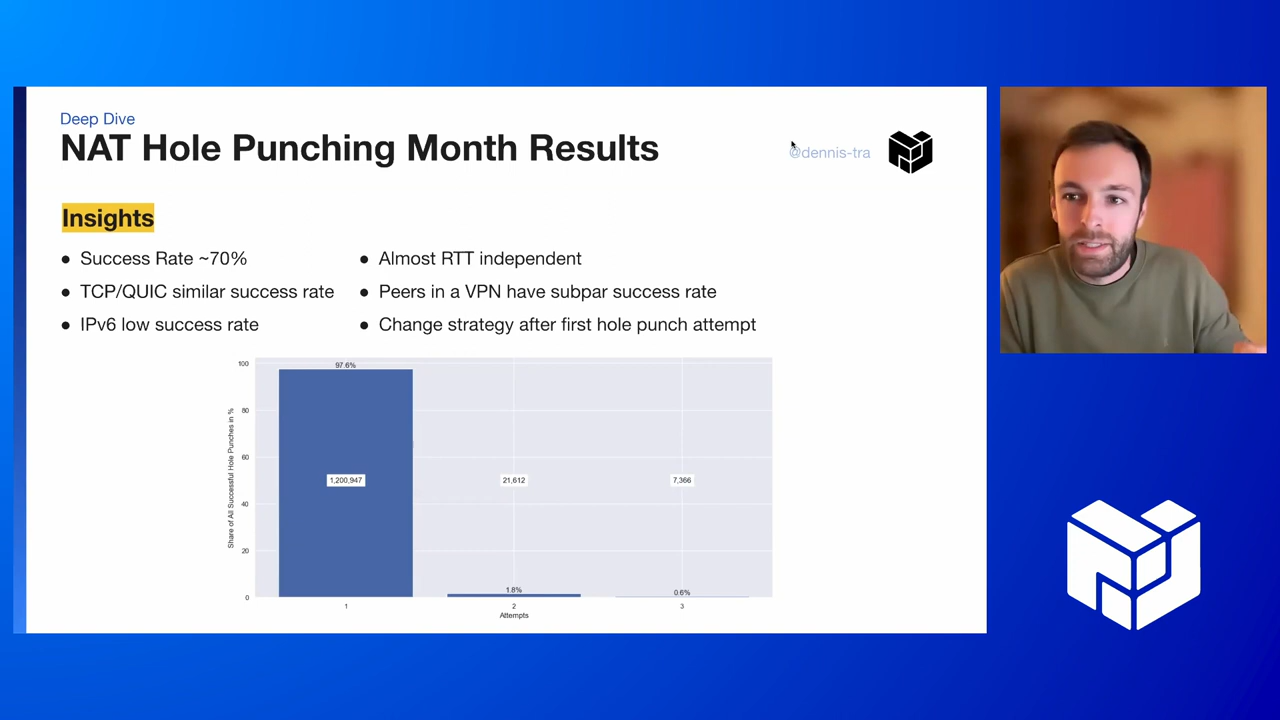 Deep Dive
NAT Hole Punching Month Results
@dennis-tra
Insights
● Success Rate ~70%
● TCP/QUIC similar success rate
● IPv6 low success rate
● Almost RTT independent
● Peers in a VPN have subpar success rate
● Change strategy after first hole punch attempt
Share of All Successful Hole Punches in %
100
80
60
40
20
0
97.6%
1,200,947
21,612
7,366
1.8%
0.6%
1
2
3
Attempts